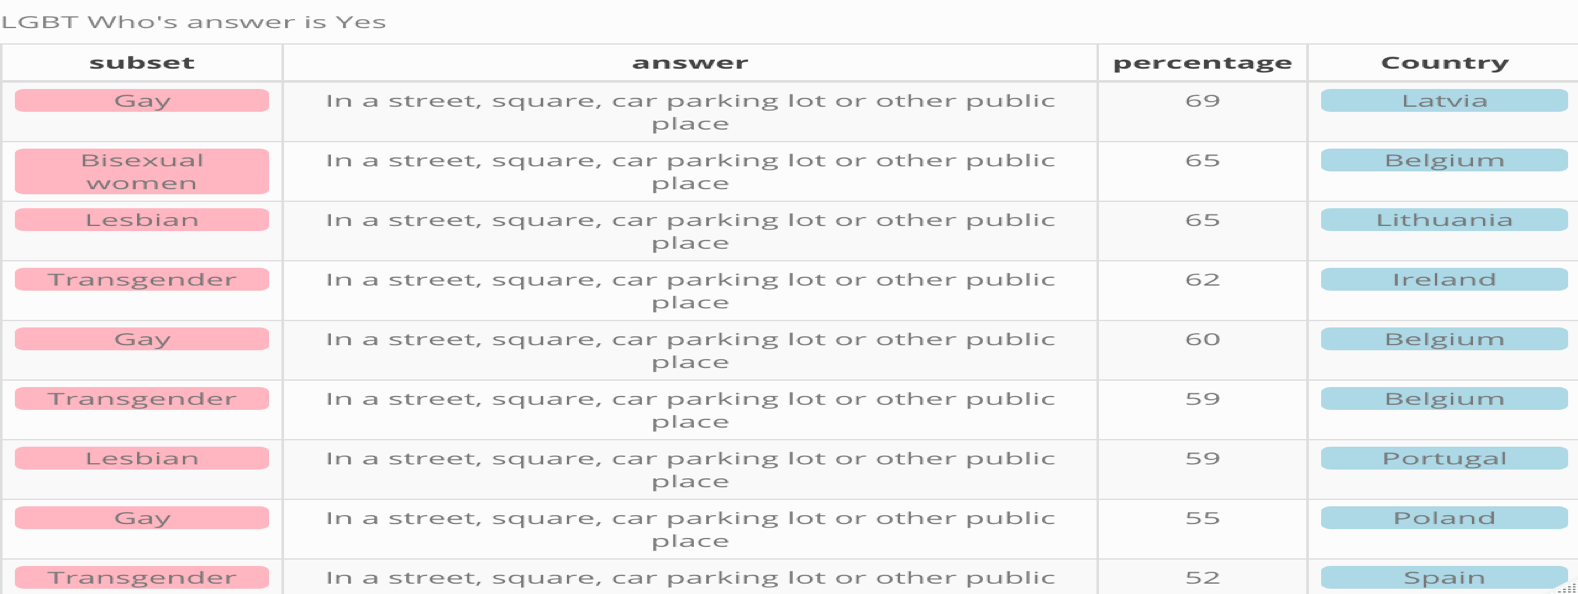 LGBT Who's answer is Yes
subset answer percentage Country
Gay In a street, square, car parking lot or other public 69 Latvia
place
Bisexual In a street, square, car parking lot or other public 65 Belgium
women place
Lesbian In a street, square, car parking lot or other public 65 Lithuania
place
Transgender In a street, square, car parking lot or other public 62 Ireland
place
Gay In a street, square, car parking lot or other public 60 Belgium
place
Transgender In a street, square, car parking lot or other public 59 Belgium
place
Lesbian In a street, square, car parking lot or other public 59 Portugal
place
Gay In a street, square, car parking lot or other public 55 Poland
place
Transgender In a street, square, car parking lot or other public 52 Spain